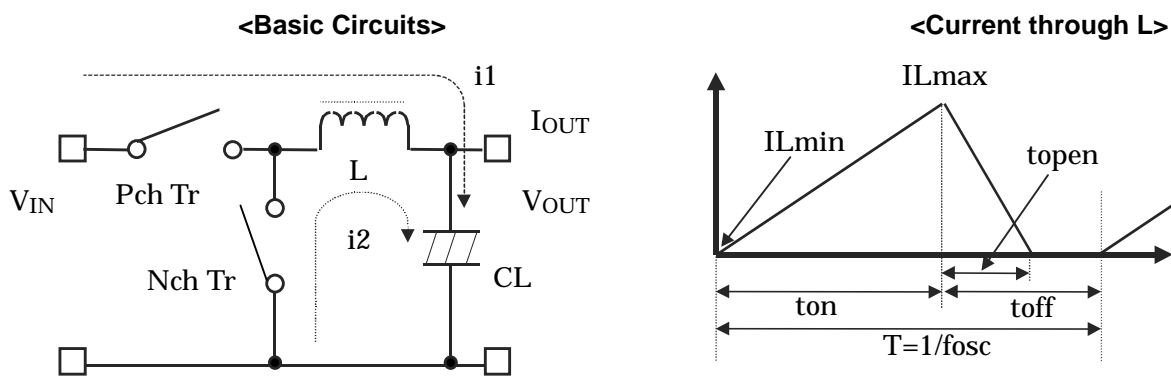 <Basic Circuits>
<Current through L>
i1
ILmax
IOUT
ILmin
topen
L
Pch Tr
VIN
VOUT
i2
Nch Tr
CL
ton
toff
T=1/fosc